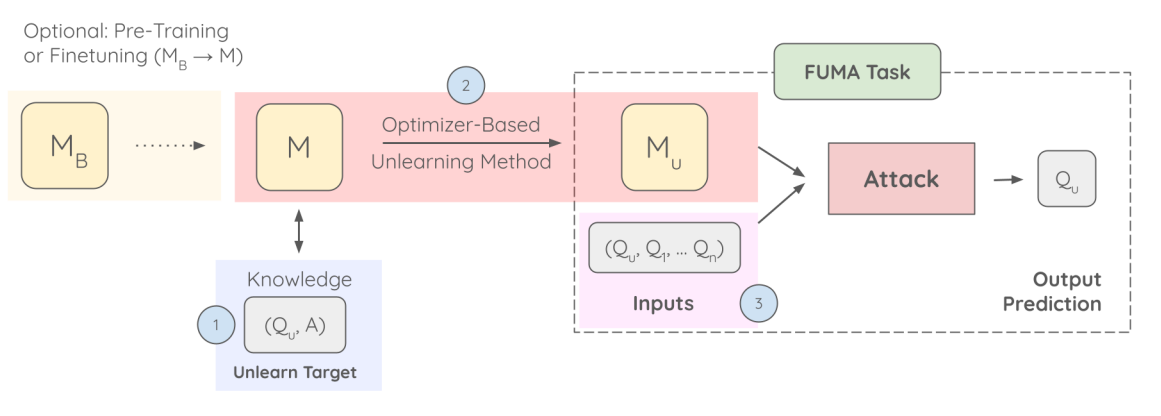 Optional: Pre-Training
or Finetuning (M_B → M)
FUMA Task
2
M_B
M
Optimizer-Based
Unlearning Method
M_u
Attack
Q_u
(Q_u, Q_1, ... Q_n)
Inputs
3
Output
Prediction
Knowledge
1
(Q_u, A)
Unlearn Target